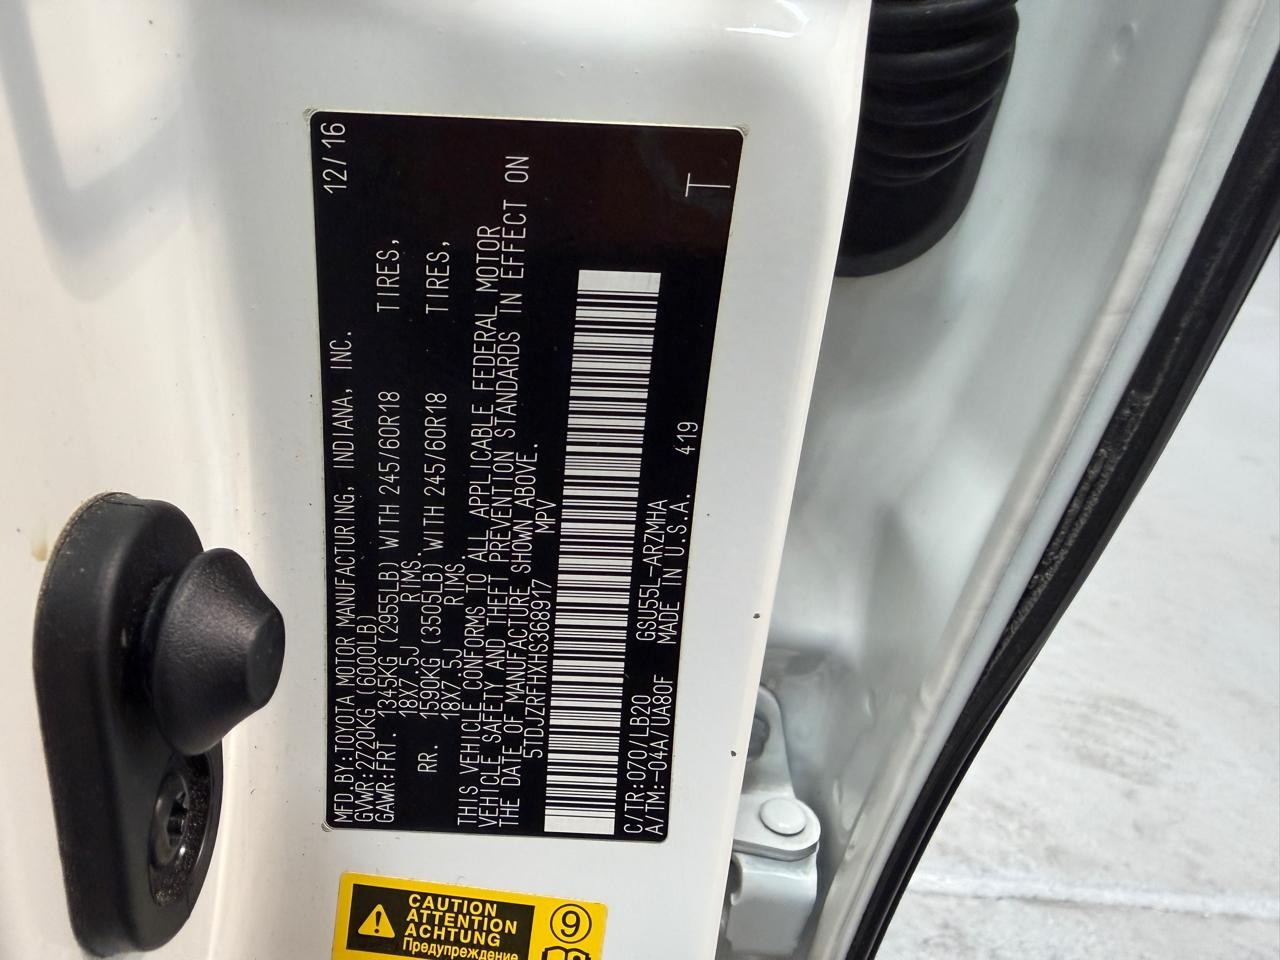 MFD.BY:TOYOTA MOTOR MANUFACTURING, INDIANA, INC. 12/16
GVWR:2720KG (6000LB)
GAWR:FRT. 1345KG (2955LB) WITH 245/60R18 TIRES,
18X7.5J RIMS.
RR. 1590KG (3505LB) WITH 245/60R18 TIRES,
18X7.5J RIMS.
THIS VEHICLE CONFORMS TO ALL APPLICABLE FEDERAL MOTOR
VEHICLE SAFETY AND THEFT PREVENTION STANDARDS IN EFFECT ON
THE DATE OF MANUFACTURE SHOWN ABOVE.
5TDJZRFHXHS368917 MPV
C/TR:070/LB20 GSU55L-ARZMHA
A/TM:-04A/UA80F MADE IN U.S.A. 419 T
CAUTION
ATTENTION
ACHTUNG
Предупреждение
9